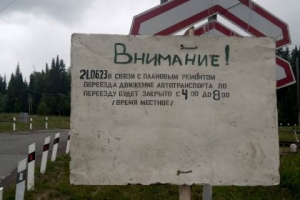 Внимание!
21.06.23 в связи с плановым ремонтом
переезда движение автотранспорта по
переезду будет закрыто с 4 00 до 8 00
/время местное/